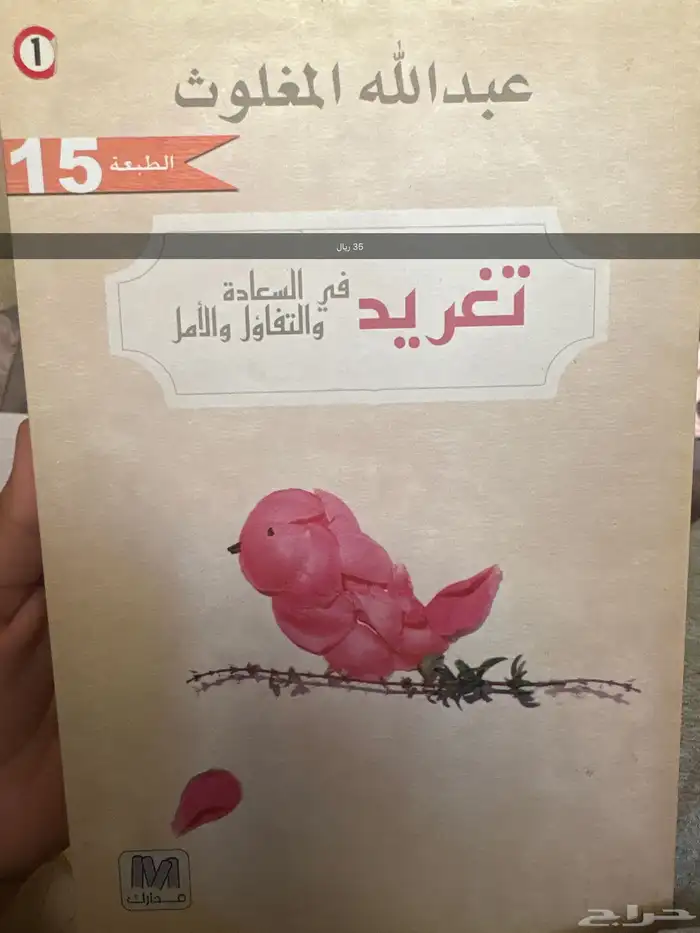 1
عبدالله المغلوث
الطبعة 15
35 ريال
تغريد في السعادة
والتفاؤل والأمل
مدارك
حراج